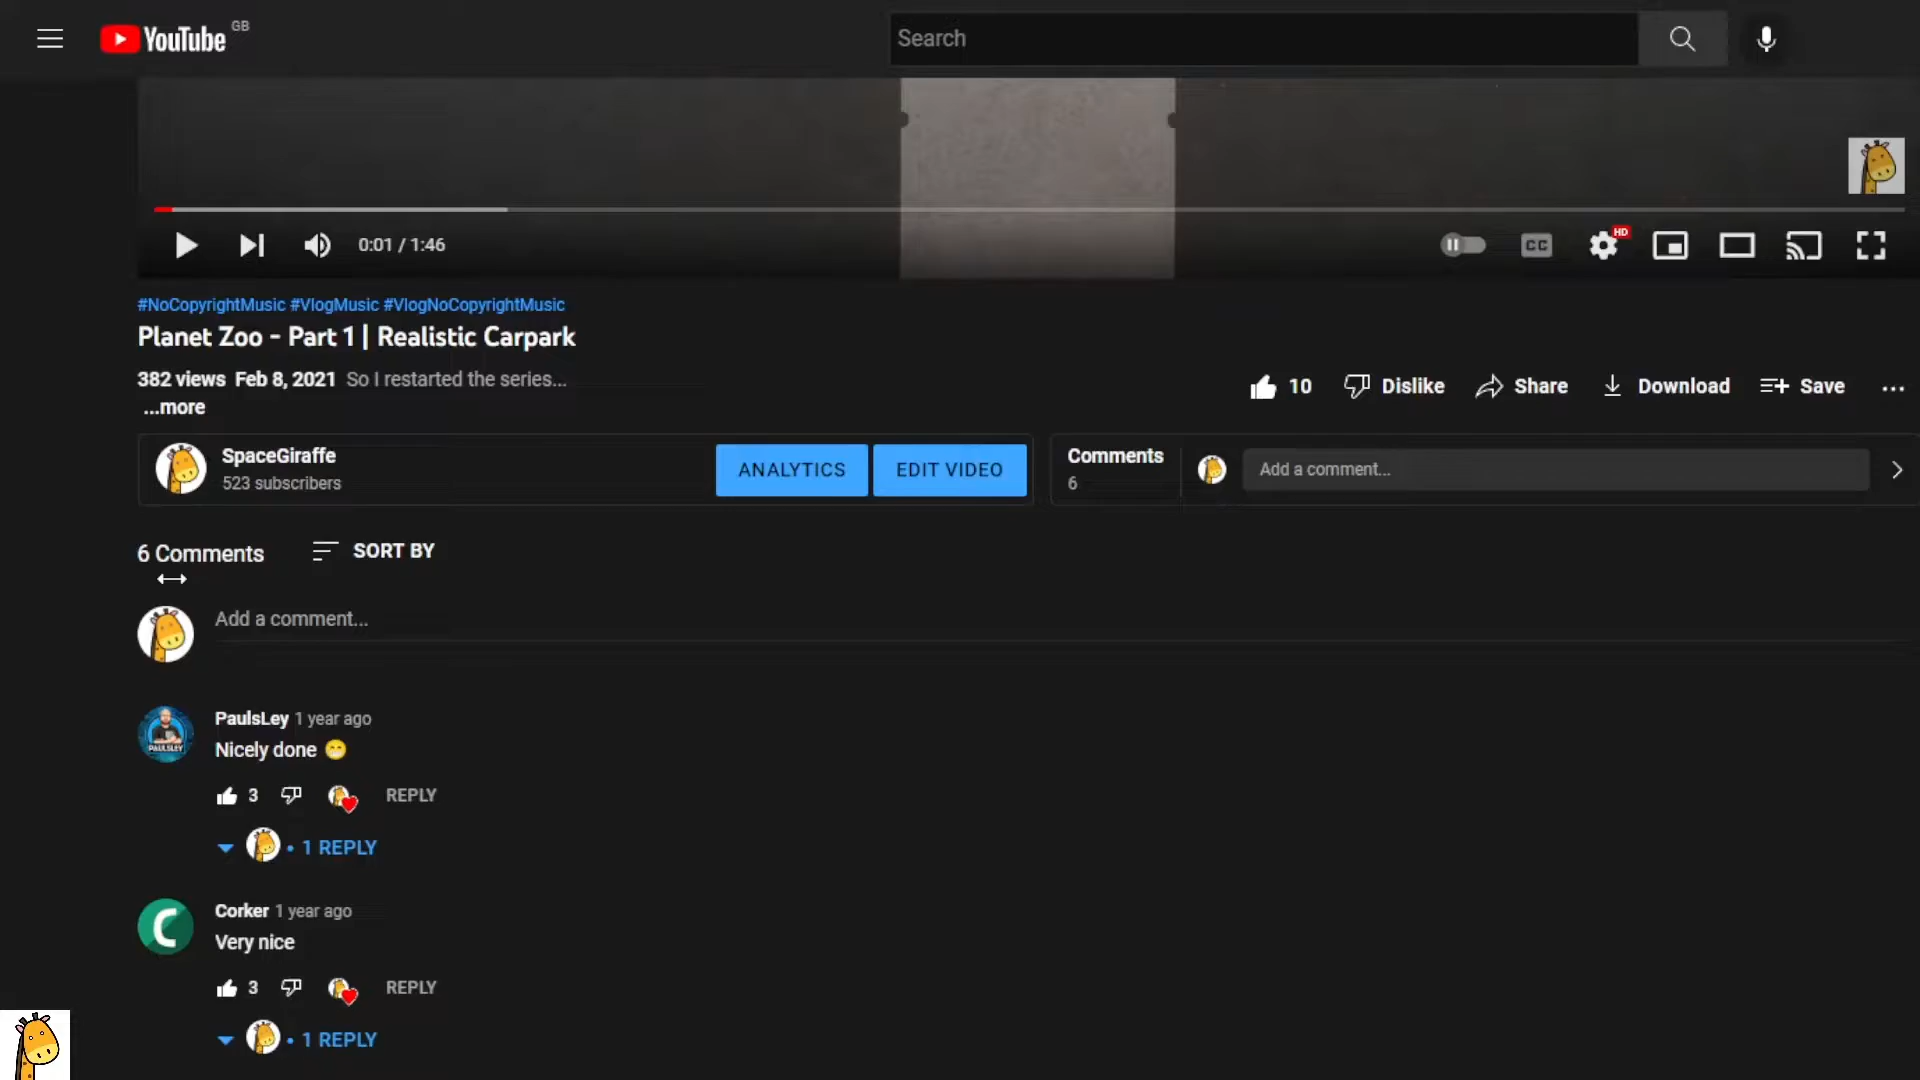 YouTube GB
Search
0:01 / 1:46
CC
HD
#NoCopyrightMusic #VlogMusic #VlogNoCopyrightMusic
Planet Zoo - Part 1 | Realistic Carpark
382 views Feb 8, 2021 So I restarted the series...
...more
10 Dislike Share Download Save
SpaceGiraffe
523 subscribers
ANALYTICS
EDIT VIDEO
Comments
6
Add a comment...
6 Comments
SORT BY
Add a comment...
PAULSLEY
PaulsLey 1 year ago
Nicely done 😁
3 REPLY
• 1 REPLY
C
Corker 1 year ago
Very nice
3 REPLY
• 1 REPLY